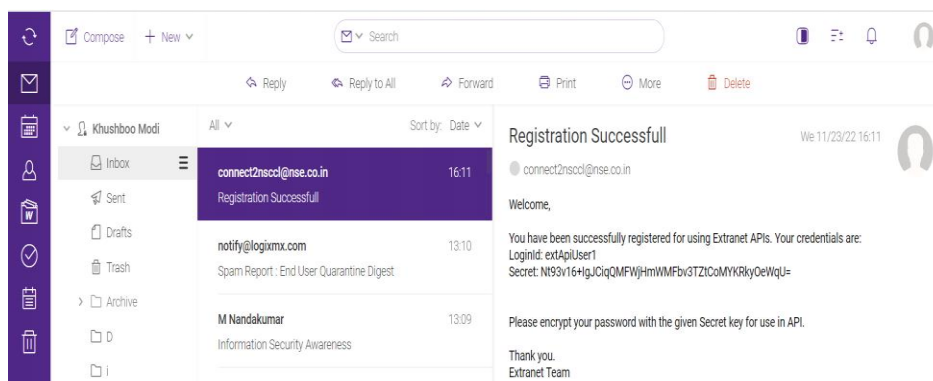 Compose
New
Search
Reply
Reply to All
Forward
Print
More
Delete
Khushboo Modi
Inbox
Sent
Drafts
Trash
Archive
D
i
All
Sort by: Date
connect2nsccl@nse.co.in 16:11
Registration Successfull
notify@logixmx.com 13:10
Spam Report : End User Quarantine Digest
M Nandakumar 13:09
Information Security Awareness
Registration Successfull We 11/23/22 16:11
connect2nsccl@nse.co.in
Welcome,
You have been successfully registered for using Extranet APIs. Your credentials are:
LoginId: extApiUser1
Secret: Nt93v16+IgJCiqQMFWjHmWMFbv3TZtCoMYKRkyOeWqU=
Please encrypt your password with the given Secret key for use in API.
Thank you.
Extranet Team